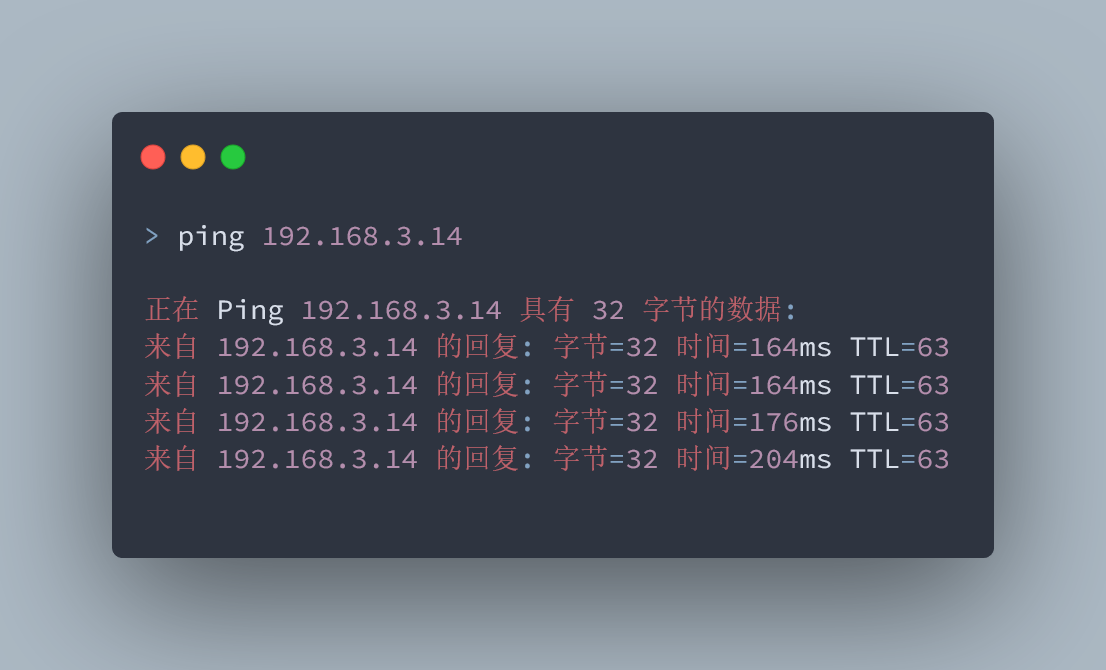 > ping 192.168.3.14
正在 Ping 192.168.3.14 具有 32 字节的数据:
来自 192.168.3.14 的回复: 字节=32 时间=164ms TTL=63
来自 192.168.3.14 的回复: 字节=32 时间=164ms TTL=63
来自 192.168.3.14 的回复: 字节=32 时间=176ms TTL=63
来自 192.168.3.14 的回复: 字节=32 时间=204ms TTL=63